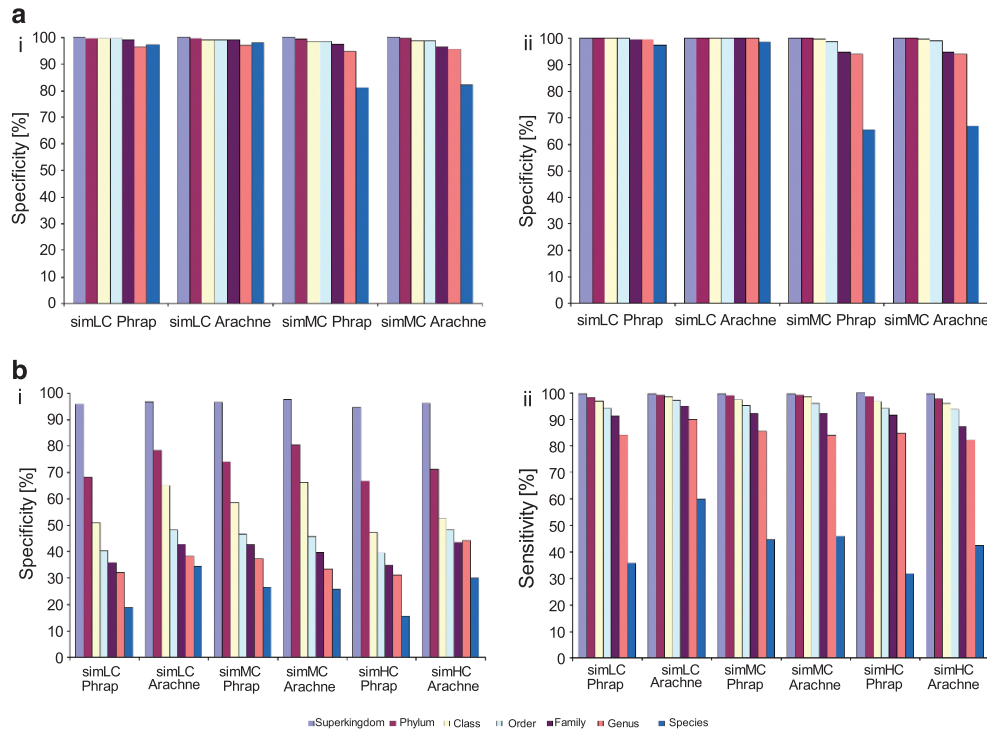 a
i
Specificity [%]
100
90
80
70
60
50
40
30
20
10
0
simLC Phrap simLC Arachne simMC Phrap simMC Arachne
ii
Specificity [%]
100
90
80
70
60
50
40
30
20
10
0
simLC Phrap simLC Arachne simMC Phrap simMC Arachne
b
i
Specificity [%]
100
90
80
70
60
50
40
30
20
10
0
simLC Phrap
simLC Arachne
simMC Phrap
simMC Arachne
simHC Phrap
simHC Arachne
ii
Sensitivity [%]
100
90
80
70
60
50
40
30
20
10
0
simLC Phrap
simLC Arachne
simMC Phrap
simMC Arachne
simHC Phrap
simHC Arachne
Superkingdom Phylum Class Order Family Genus Species